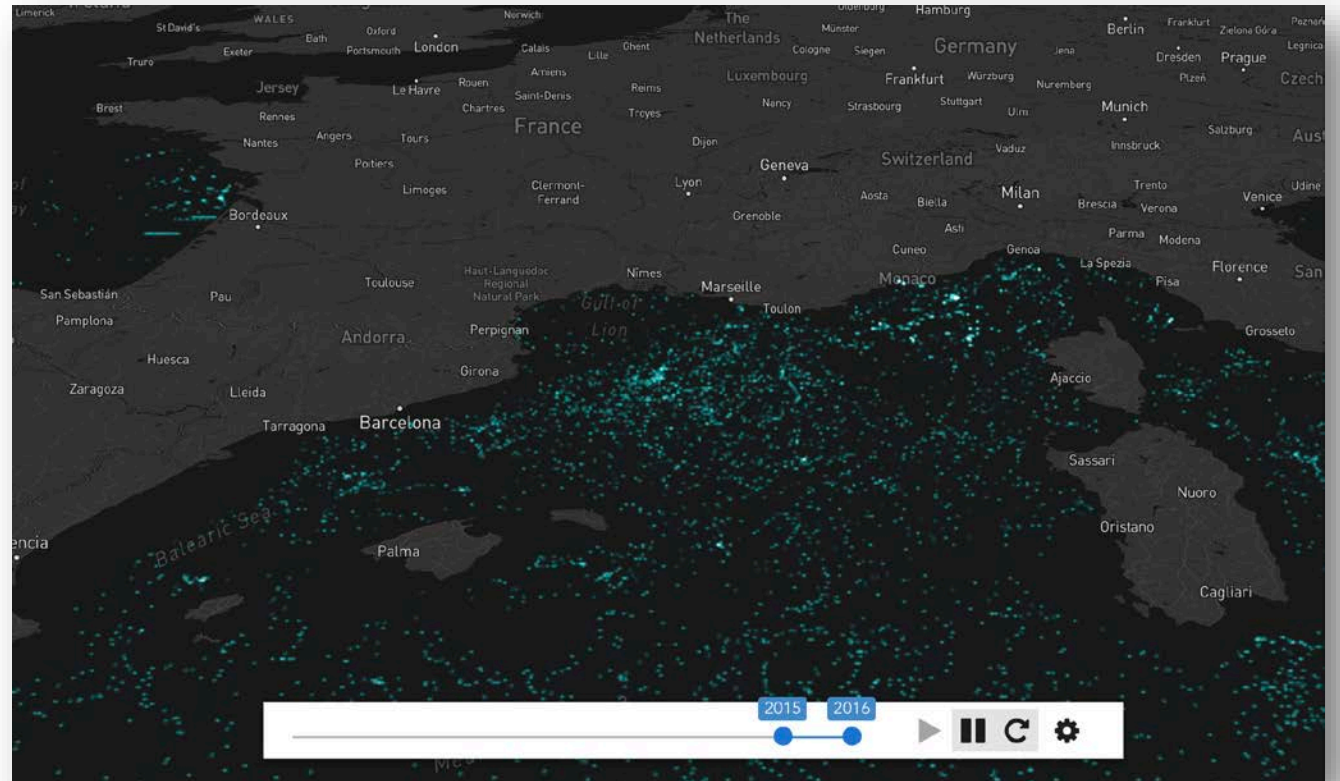 Limerick
WALES
Norwich
The
Netherlands
Oldenburg
Hamburg
Berlin
Frankfurt
Poznań
St David's
Oxford
Münster
Zielona Góra
Bath
London
Calais
Lille
Ghent
Cologne
Siegen
Germany
Jena
Dresden
Prague
Legnica
Truro
Exeter
Portsmouth
Amiens
Luxembourg
Frankfurt
Würzburg
Nuremberg
Plzeň
Czech
Jersey
Le Havre
Rouen
Saint-Denis
Reims
Brest
Rennes
Chartres
Troyes
Nancy
Strasbourg
Stuttgart
Ulm
Munich
France
Salzburg
Aust
Nantes
Angers
Tours
Dijon
Vaduz
Innsbruck
Poitiers
Geneva
Switzerland
Limoges
Clermont-
Ferrand
Lyon
Aosta
Biella
Milan
Trento
Udine
Bordeaux
Grenoble
Brescia
Verona
Venice
Asti
Parma
Modena
Cuneo
Genoa
La Spezia
Florence
San
San Sebastián
Pau
Toulouse
Haut-Languedoc
Regional
Natural Park
Nîmes
Marseille
Monaco
Pisa
Pamplona
Andorra
Perpignan
Gulf of
Lion
Toulon
Grosseto
Huesca
Girona
Ajaccio
Zaragoza
Lleida
Tarragona
Barcelona
Sassari
Nuoro
Oristano
encia
Balearic Sea
Palma
Cagliari
2015 2016